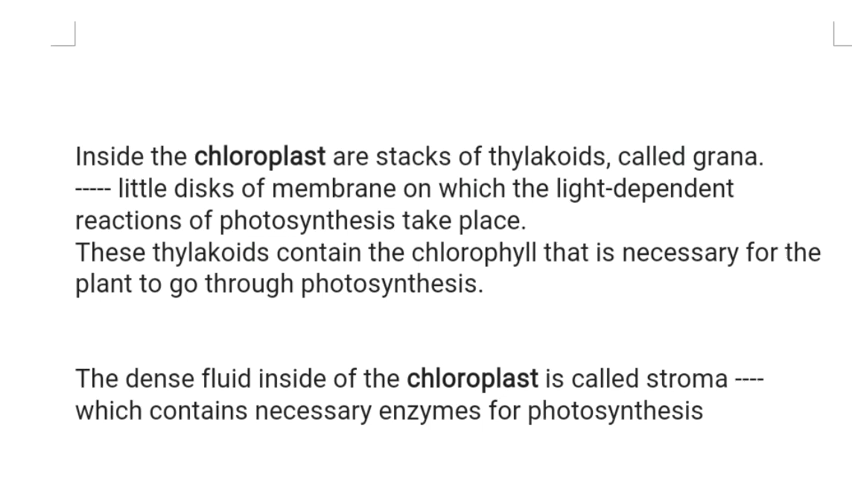 Inside the chloroplast are stacks of thylakoids, called grana.
----- little disks of membrane on which the light-dependent
reactions of photosynthesis take place.
These thylakoids contain the chlorophyll that is necessary for the
plant to go through photosynthesis.
The dense fluid inside of the chloroplast is called stroma ----
which contains necessary enzymes for photosynthesis